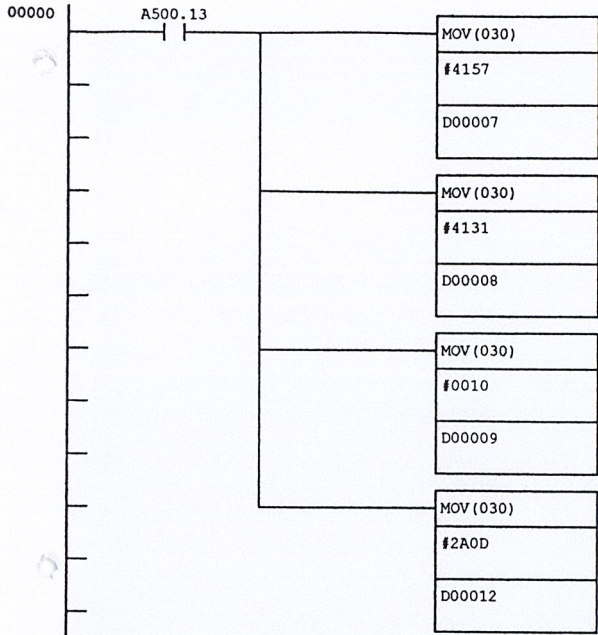 00000
A500.13
MOV(030)
#4157
D00007
MOV(030)
#4131
D00008
MOV(030)
#0010
D00009
MOV(030)
#2A0D
D00012